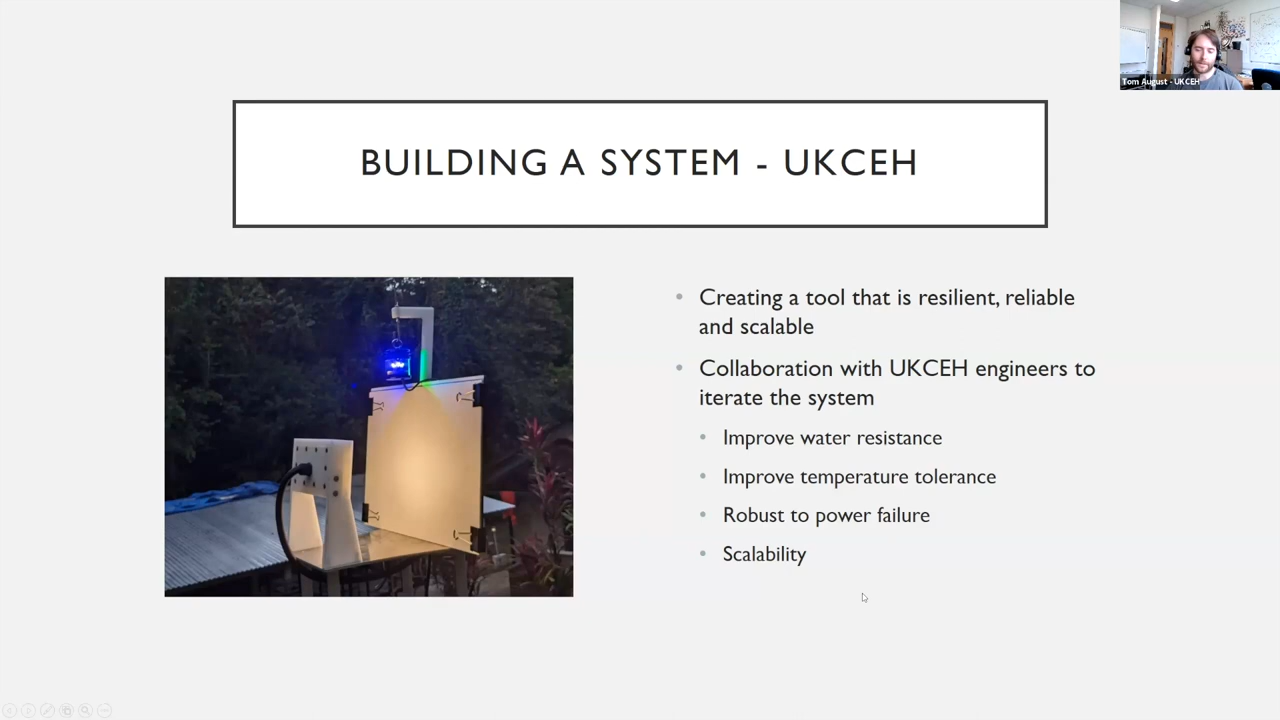 Tom August - UKCEH
BUILDING A SYSTEM - UKCEH
Creating a tool that is resilient, reliable
and scalable
Collaboration with UKCEH engineers to
iterate the system
Improve water resistance
Improve temperature tolerance
Robust to power failure
Scalability